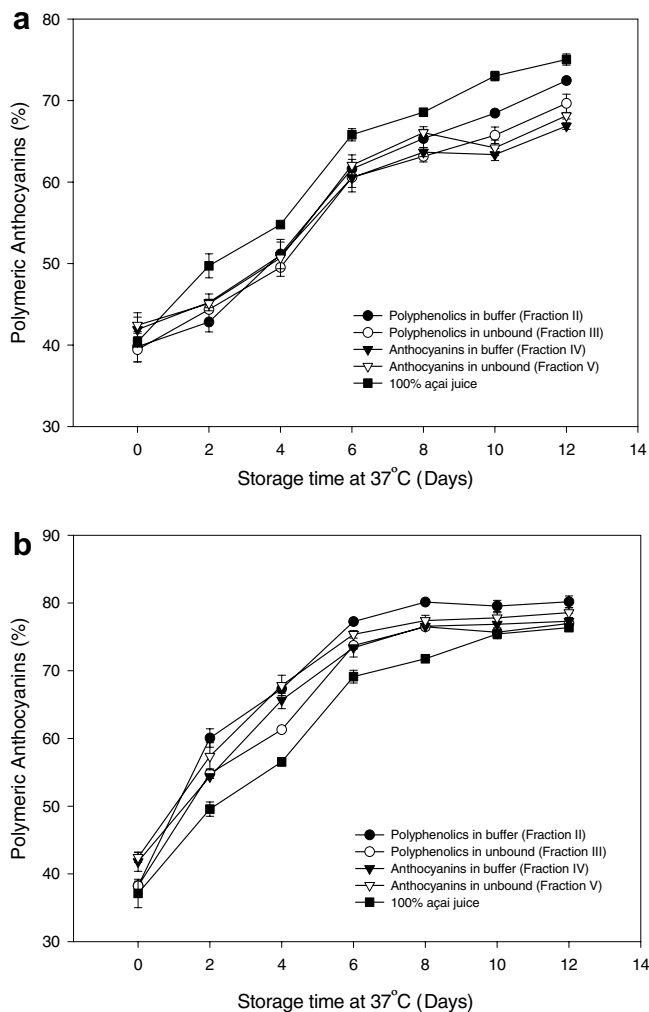 a
80
70
60
50
40
30
Polymeric Anthocyanins (%)
Polyphenolics in buffer (Fraction II)
Polyphenolics in unbound (Fraction III)
Anthocyanins in buffer (Fraction IV)
Anthocyanins in unbound (Fraction V)
100% açai juice
0 2 4 6 8 10 12 14
Storage time at 37°C (Days)
b
90
80
70
60
50
40
30
Polymeric Anthocyanins (%)
Polyphenolics in buffer (Fraction II)
Polyphenolics in unbound (Fraction III)
Anthocyanins in buffer (Fraction IV)
Anthocyanins in unbound (Fraction V)
100% açai juice
0 2 4 6 8 10 12 14
Storage time at 37°C (Days)